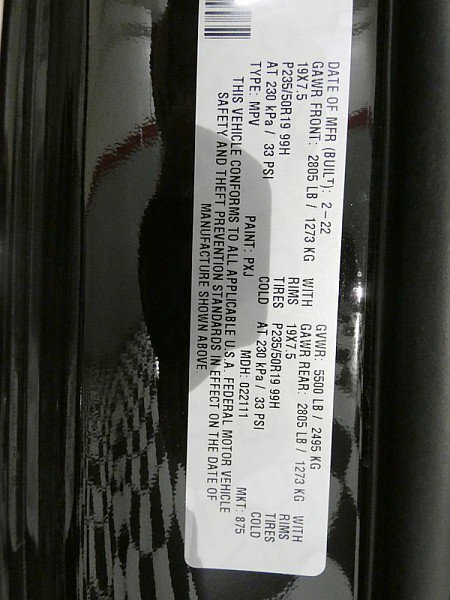 DATE OF MFR (BUILT): 2-22 GVWR: 5500 LB / 2495 KG
GAWR FRONT: 2805 LB / 1273 KG WITH GAWR REAR: 2805 LB / 1273 KG WITH
19X7.5 RIMS 19X7.5 RIMS
P235/50R19 99H TIRES P235/50R19 99H TIRES
AT 230 kPa / 33 PSI COLD AT 230 kPa / 33 PSI COLD
TYPE: MPV PAINT: PXJ MDH: 022111 MKT: 875
THIS VEHICLE CONFORMS TO ALL APPLICABLE U.S.A. FEDERAL MOTOR VEHICLE
SAFETY AND THEFT PREVENTION STANDARDS IN EFFECT ON THE DATE OF
MANUFACTURE SHOWN ABOVE.